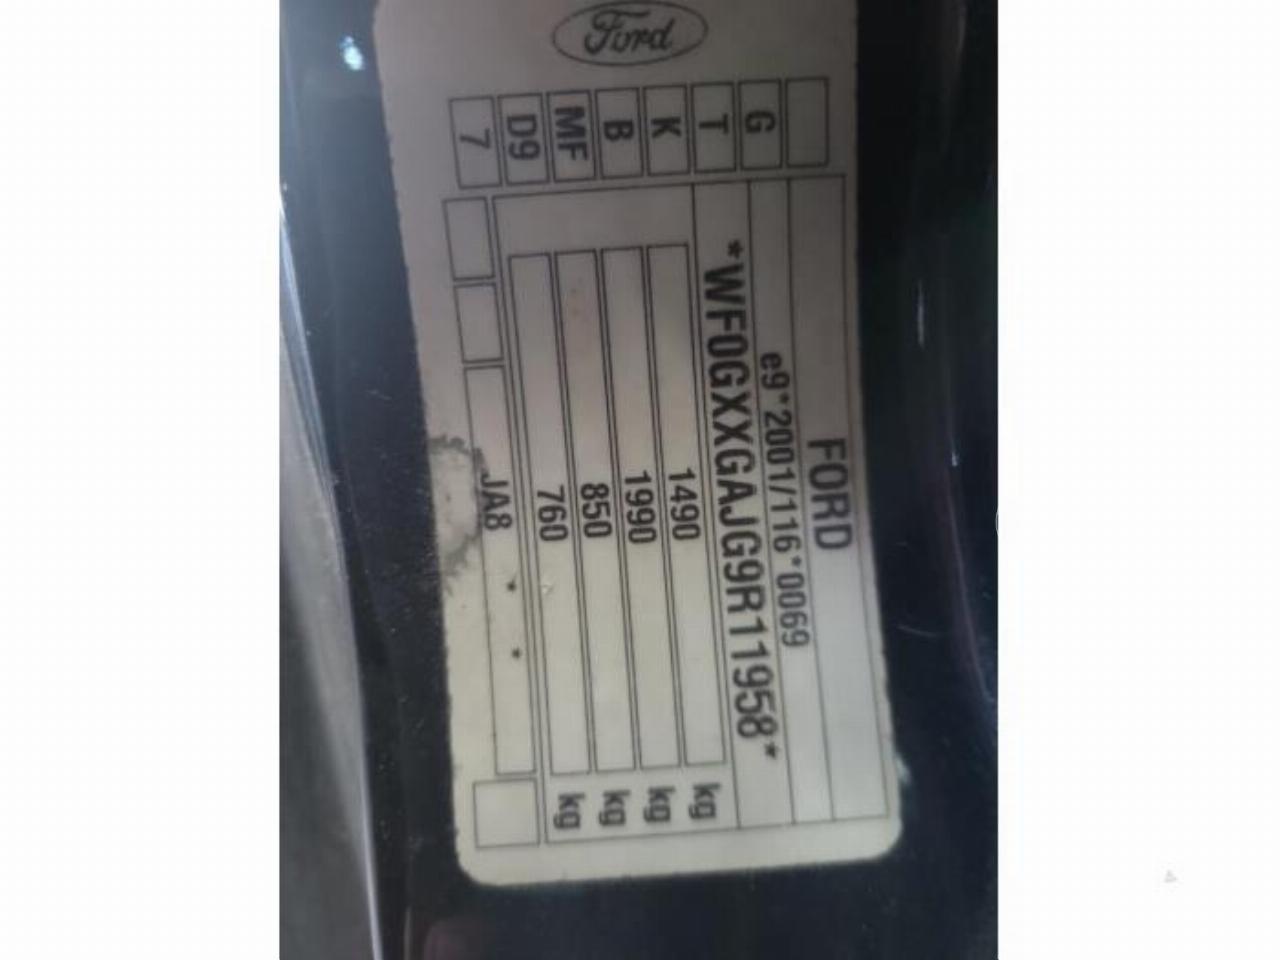 Ford
FORD
e9*2001/116*0069
*WF0GXXGAJG9R11958*
1490 kg
1990 kg
850 kg
760 kg
JA8 * *
G
T
K
B
MF
D9
7